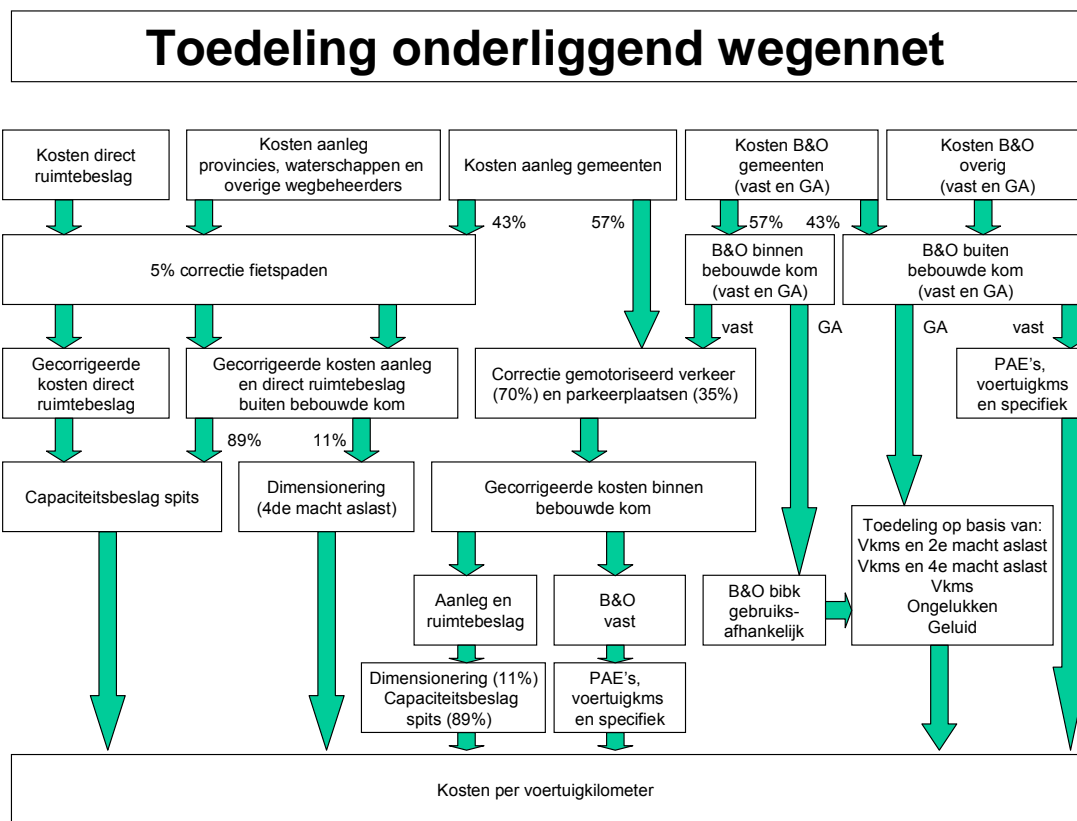 Toedeling onderliggend wegennet
Kosten direct
ruimtebeslag
Kosten aanleg
provincies, waterschappen en
overige wegbeheerders
Kosten aanleg gemeenten
Kosten B&O
gemeenten
(vast en GA)
Kosten B&O
overig
(vast en GA)
43%
57%
57%
43%
5% correctie fietspaden
B&O binnen
bebouwde kom
(vast en GA)
B&O buiten
bebouwde kom
(vast en GA)
vast
GA
GA
vast
Gecorrigeerde
kosten direct
ruimtebeslag
Gecorrigeerde kosten aanleg
en direct ruimtebeslag
buiten bebouwde kom
Correctie gemotoriseerd verkeer
(70%) en parkeerplaatsen (35%)
PAE's,
voertuigkms
en specifiek
89%
11%
Capaciteitsbeslag spits
Dimensionering
(4de macht aslast)
Gecorrigeerde kosten binnen
bebouwde kom
Toedeling op basis van:
Vkms en 2e macht aslast
Vkms en 4e macht aslast
Vkms
Ongelukken
Geluid
Aanleg en
ruimtebeslag
B&O
vast
B&O bibk
gebruiks-
afhankelijk
Dimensionering (11%)
Capaciteitsbeslag
spits (89%)
PAE's,
voertuigkms
en specifiek
Kosten per voertuigkilometer